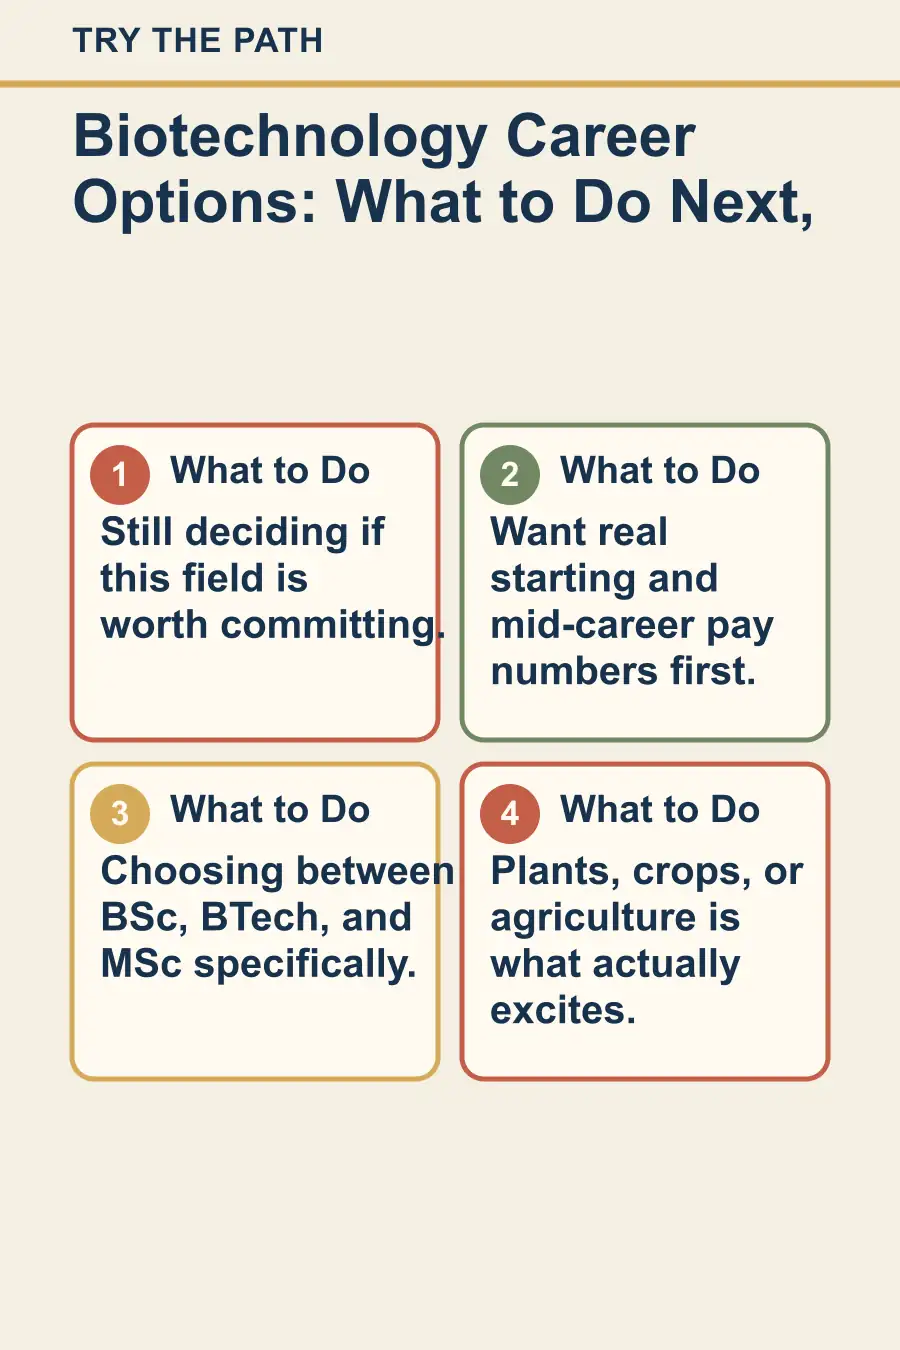 TRY THE PATH
Biotechnology Career
Options: What to Do Next,
1 What to Do
Still deciding if
this field is
worth committing.
2 What to Do
Want real
starting and
mid-career pay
numbers first.
3 What to Do
Choosing between
BSc, BTech, and
MSc specifically.
4 What to Do
Plants, crops, or
agriculture is
what actually
excites.